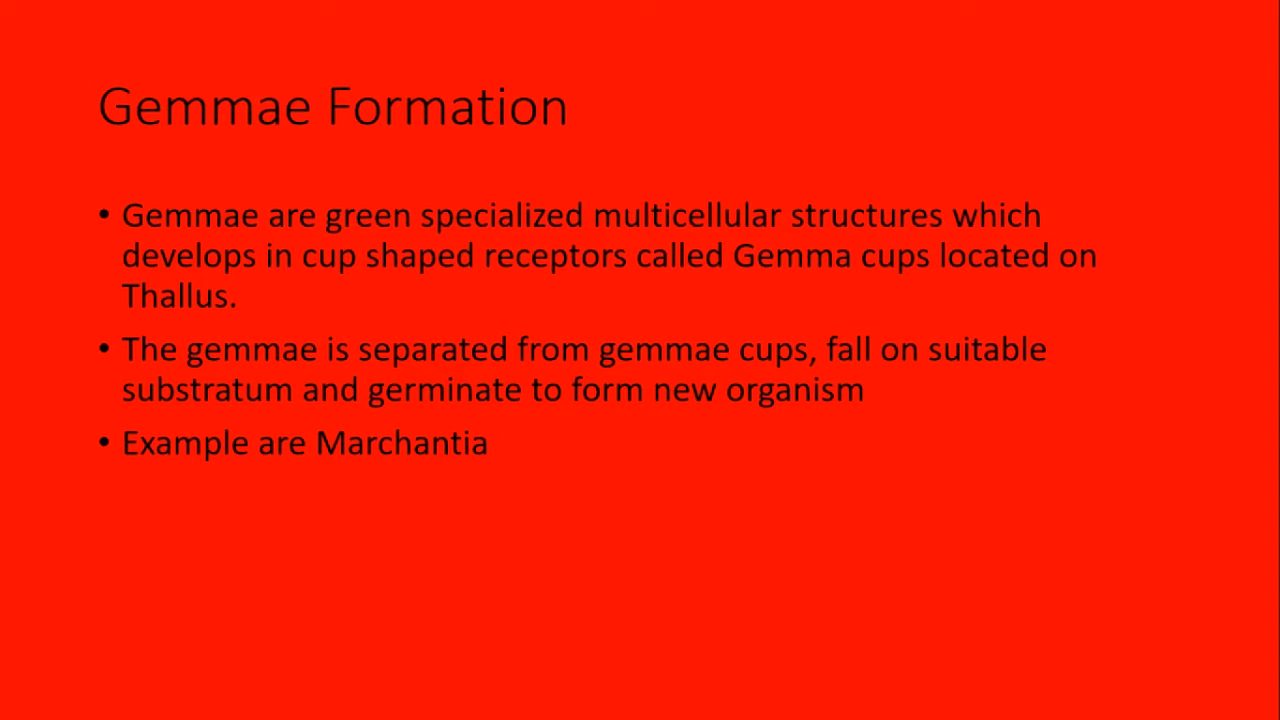 Gemmae Formation
• Gemmae are green specialized multicellular structures which
develops in cup shaped receptors called Gemma cups located on
Thallus.
• The gemmae is separated from gemmae cups, fall on suitable
substratum and germinate to form new organism
• Example are Marchantia